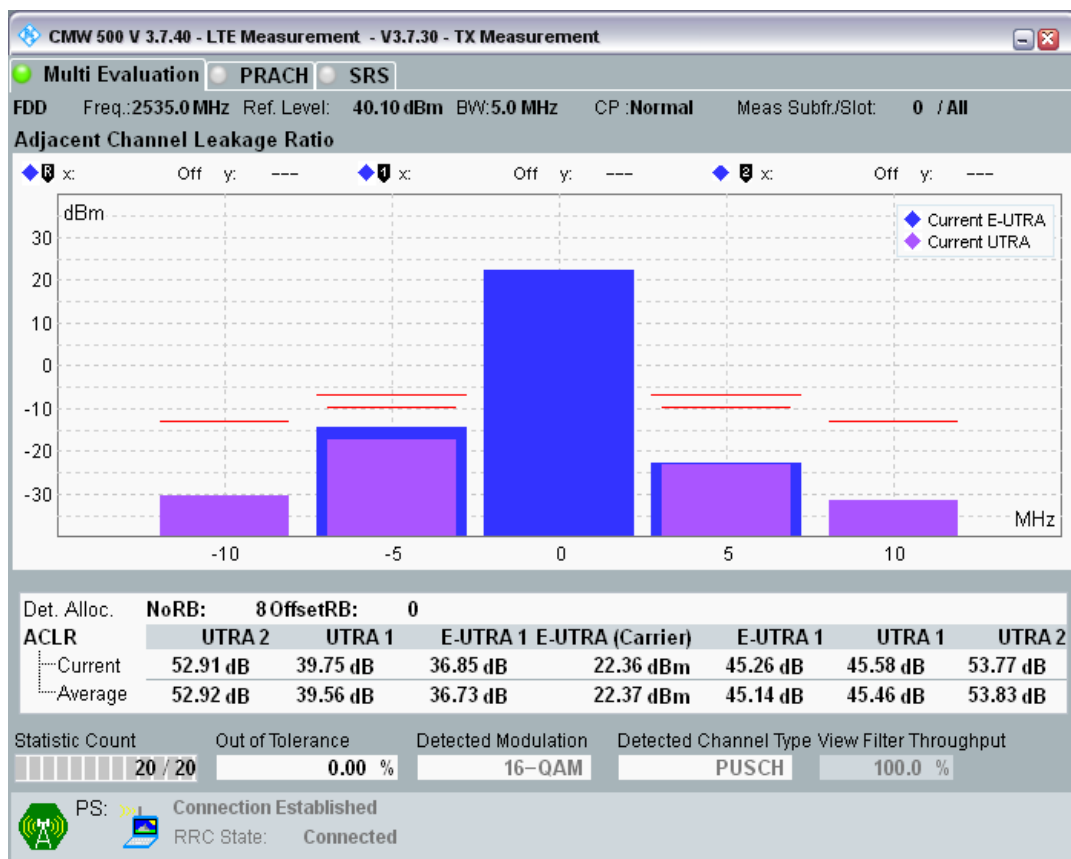 CMW 500 V 3.7.40 - LTE Measurement - V3.7.30 - TX Measurement
Multi Evaluation PRACH SRS
FDD Freq.:2535.0 MHz Ref. Level: 40.10 dBm BW:5.0 MHz CP :Normal Meas Subfr./Slot: 0 / All
Adjacent Channel Leakage Ratio
R x: Off y: --- 1 x: Off y: --- 2 x: Off y: ---
dBm
Current E-UTRA
Current UTRA
30
20
10
0
-10
-20
-30
MHz
-10 -5 0 5 10
Det. Alloc. NoRB: 8 OffsetRB: 0
ACLR UTRA 2 UTRA 1 E-UTRA 1 E-UTRA (Carrier) E-UTRA 1 UTRA 1 UTRA 2
Current 52.91 dB 39.75 dB 36.85 dB 22.36 dBm 45.26 dB 45.58 dB 53.77 dB
Average 52.92 dB 39.56 dB 36.73 dB 22.37 dBm 45.14 dB 45.46 dB 53.83 dB
Statistic Count Out of Tolerance Detected Modulation Detected Channel Type View Filter Throughput
20 / 20 0.00 % 16-QAM PUSCH 100.0 %
PS: Connection Established
RRC State: Connected